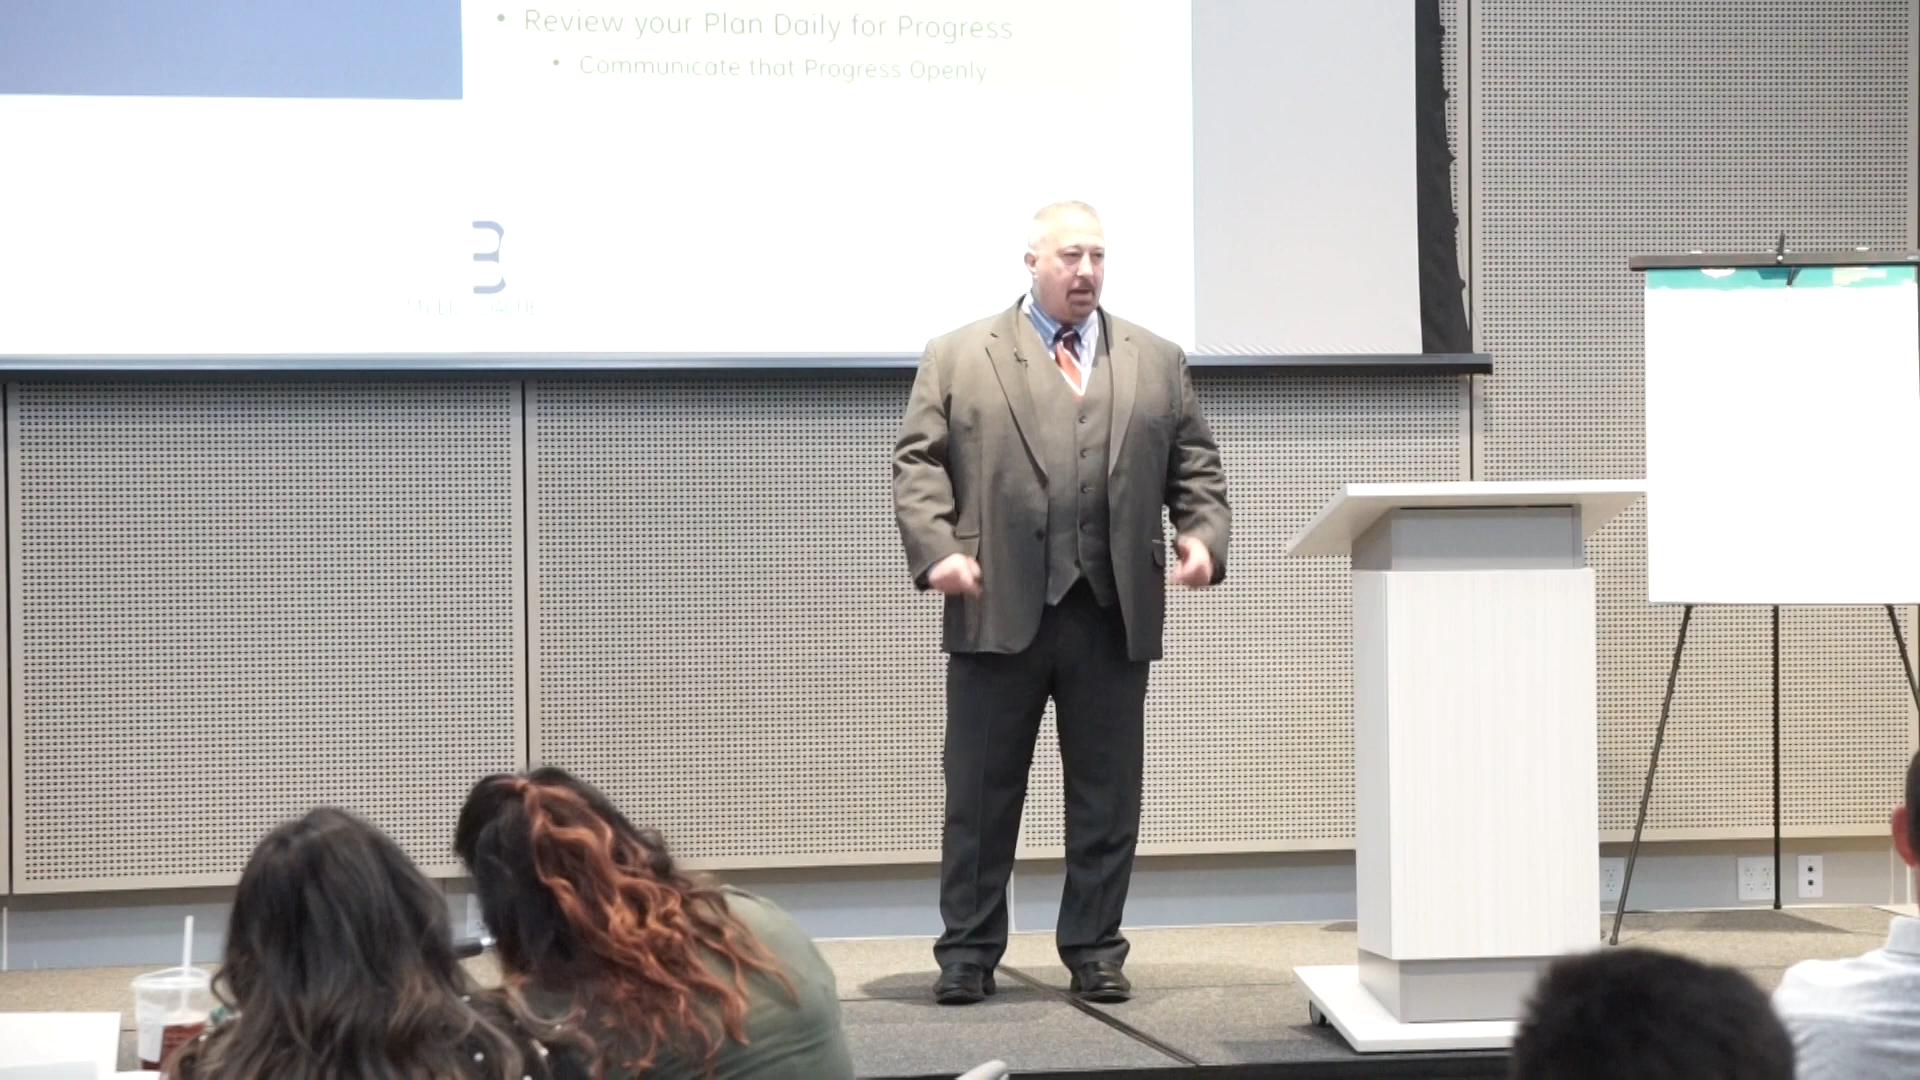 • Review your Plan Daily for Progress
• Communicate that Progress Openly